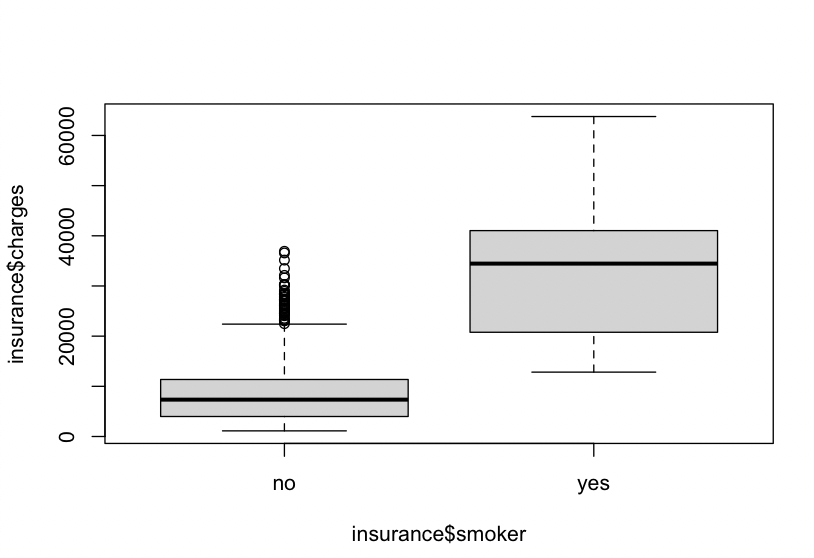 insurance$charges
60000
40000
20000
0
no
yes
insurance$smoker